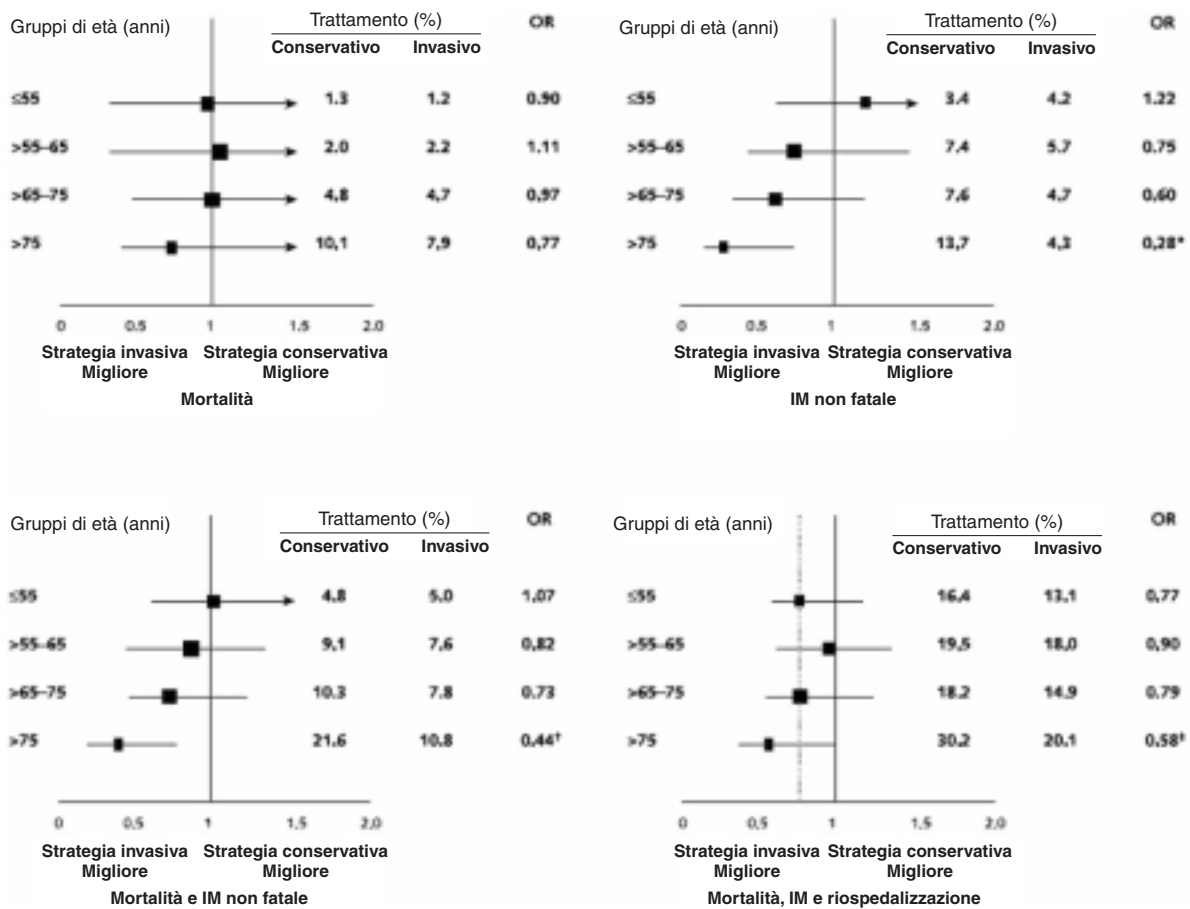 Gruppi di età (anni) Trattamento (%) OR
Conservativo Invasivo
≤55 1.3 1.2 0.90
>55–65 2.0 2.2 1.11
>65–75 4,8 4,7 0,97
>75 10,1 7,9 0,77
0 0.5 1 1.5 2.0
Strategia invasiva Strategia conservativa
Migliore Migliore
Mortalità
Gruppi di età (anni) Trattamento (%) OR
Conservativo Invasivo
≤55 3.4 4.2 1.22
>55–65 7.4 5.7 0.75
>65–75 7,6 4,7 0,60
>75 13,7 4,3 0,28*
0 0.5 1 1.5 2.0
Strategia invasiva Strategia conservativa
Migliore Migliore
IM non fatale
Gruppi di età (anni) Trattamento (%) OR
Conservativo Invasivo
≤55 4,8 5,0 1,07
>55–65 9,1 7,6 0,82
>65–75 10.3 7.8 0.73
>75 21.6 10.8 0.44†
0 0,5 1 1,5 2,0
Strategia invasiva Strategia conservativa
Migliore Migliore
Mortalità e IM non fatale
Gruppi di età (anni) Trattamento (%) OR
Conservativo Invasivo
≤55 16,4 13,1 0,77
>55–65 19,5 18,0 0,90
>65–75 18.2 14.9 0.79
>75 30.2 20.1 0.58‡
0 0,5 1 1,5 2,0
Strategia invasiva Strategia conservativa
Migliore Migliore
Mortalità, IM e riospedalizzazione